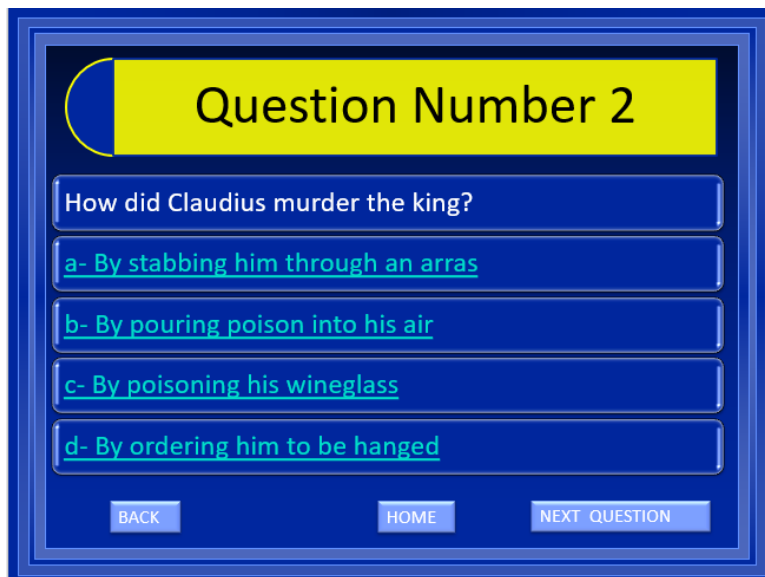 Question Number 2
How did Claudius murder the king?
a- By stabbing him through an arras
b- By pouring poison into his air
c- By poisoning his wineglass
d- By ordering him to be hanged
BACK
HOME
NEXT QUESTION